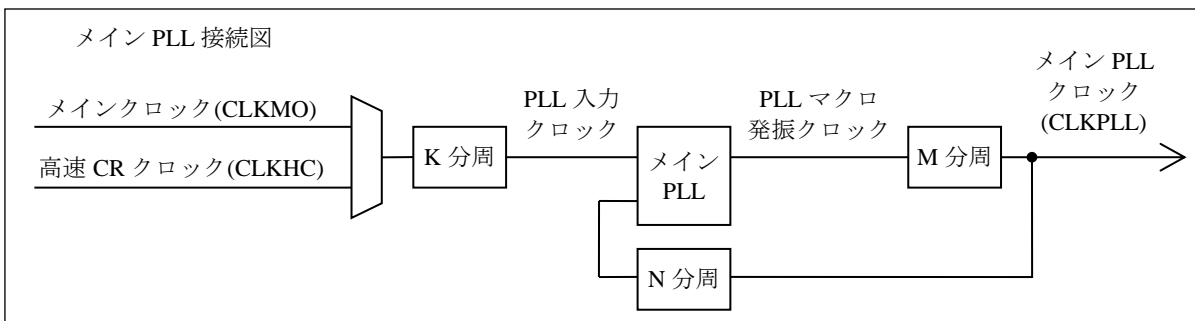 メイン PLL 接続図
メインクロック(CLKMO)
高速 CR クロック(CLKHC)
K 分周
PLL 入力
クロック
メイン
PLL
PLL マクロ
発振クロック
M 分周
メイン PLL
クロック
(CLKPLL)
N 分周